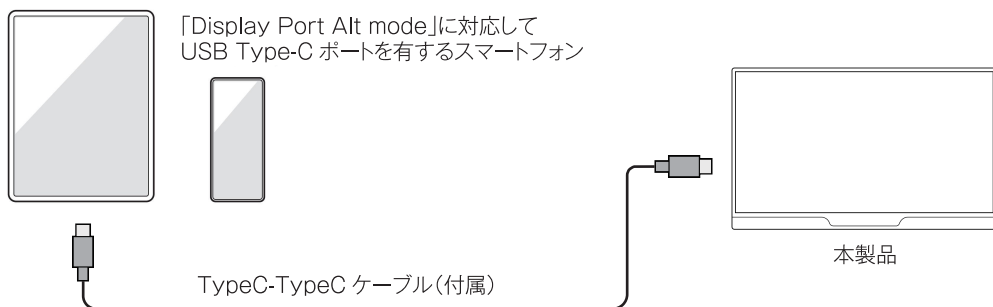 「Display Port Alt mode」に対応して
USB Type-C ポートを有するスマートフォン
本製品
TypeC-TypeC ケーブル（付属）